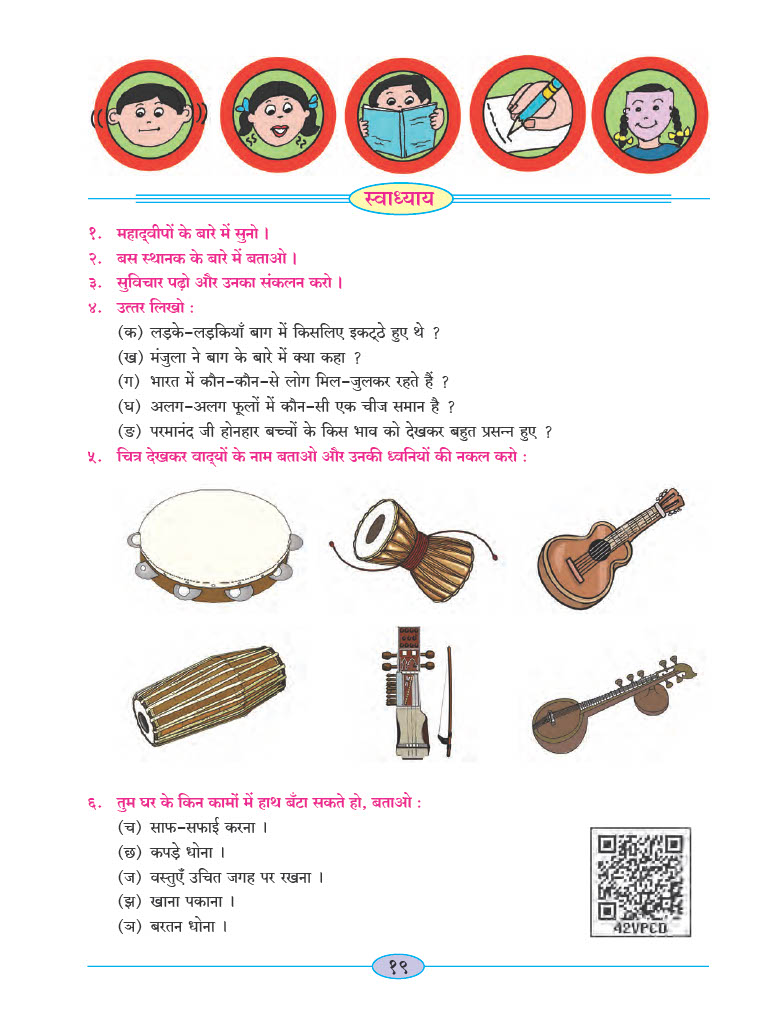 स्वाध्याय
१. महाद्‌वीपों के बारे में सुनो ।
२. बस स्थानक के बारे में बताओ ।
३. सुविचार पढ़ो और उनका संकलन करो ।
४. उत्तर लिखो :
(क) लड़के-लड़कियाँ बाग में किसलिए इकट्‌ठे हुए थे ?
(ख) मंजुला ने बाग के बारे में क्या कहा ?
(ग) भारत में कौन-कौन-से लोग मिल-जुलकर रहते हैं ?
(घ) अलग-अलग फूलों में कौन-सी एक चीज समान है ?
(ङ) परमानंद जी होनहार बच्चों के किस भाव को देखकर बहुत प्रसन्न हुए ?
५. चित्र देखकर वाद्‌यों के नाम बताओ और उनकी ध्वनियों की नकल करो :
६. तुम घर के किन कामों में हाथ बँटा सकते हो, बताओ :
(च) साफ-सफाई करना ।
(छ) कपड़े धोना ।
(ज) वस्तुएँ उचित जगह पर रखना ।
(झ) खाना पकाना ।
(ञ) बरतन धोना ।
42VPCD
१९